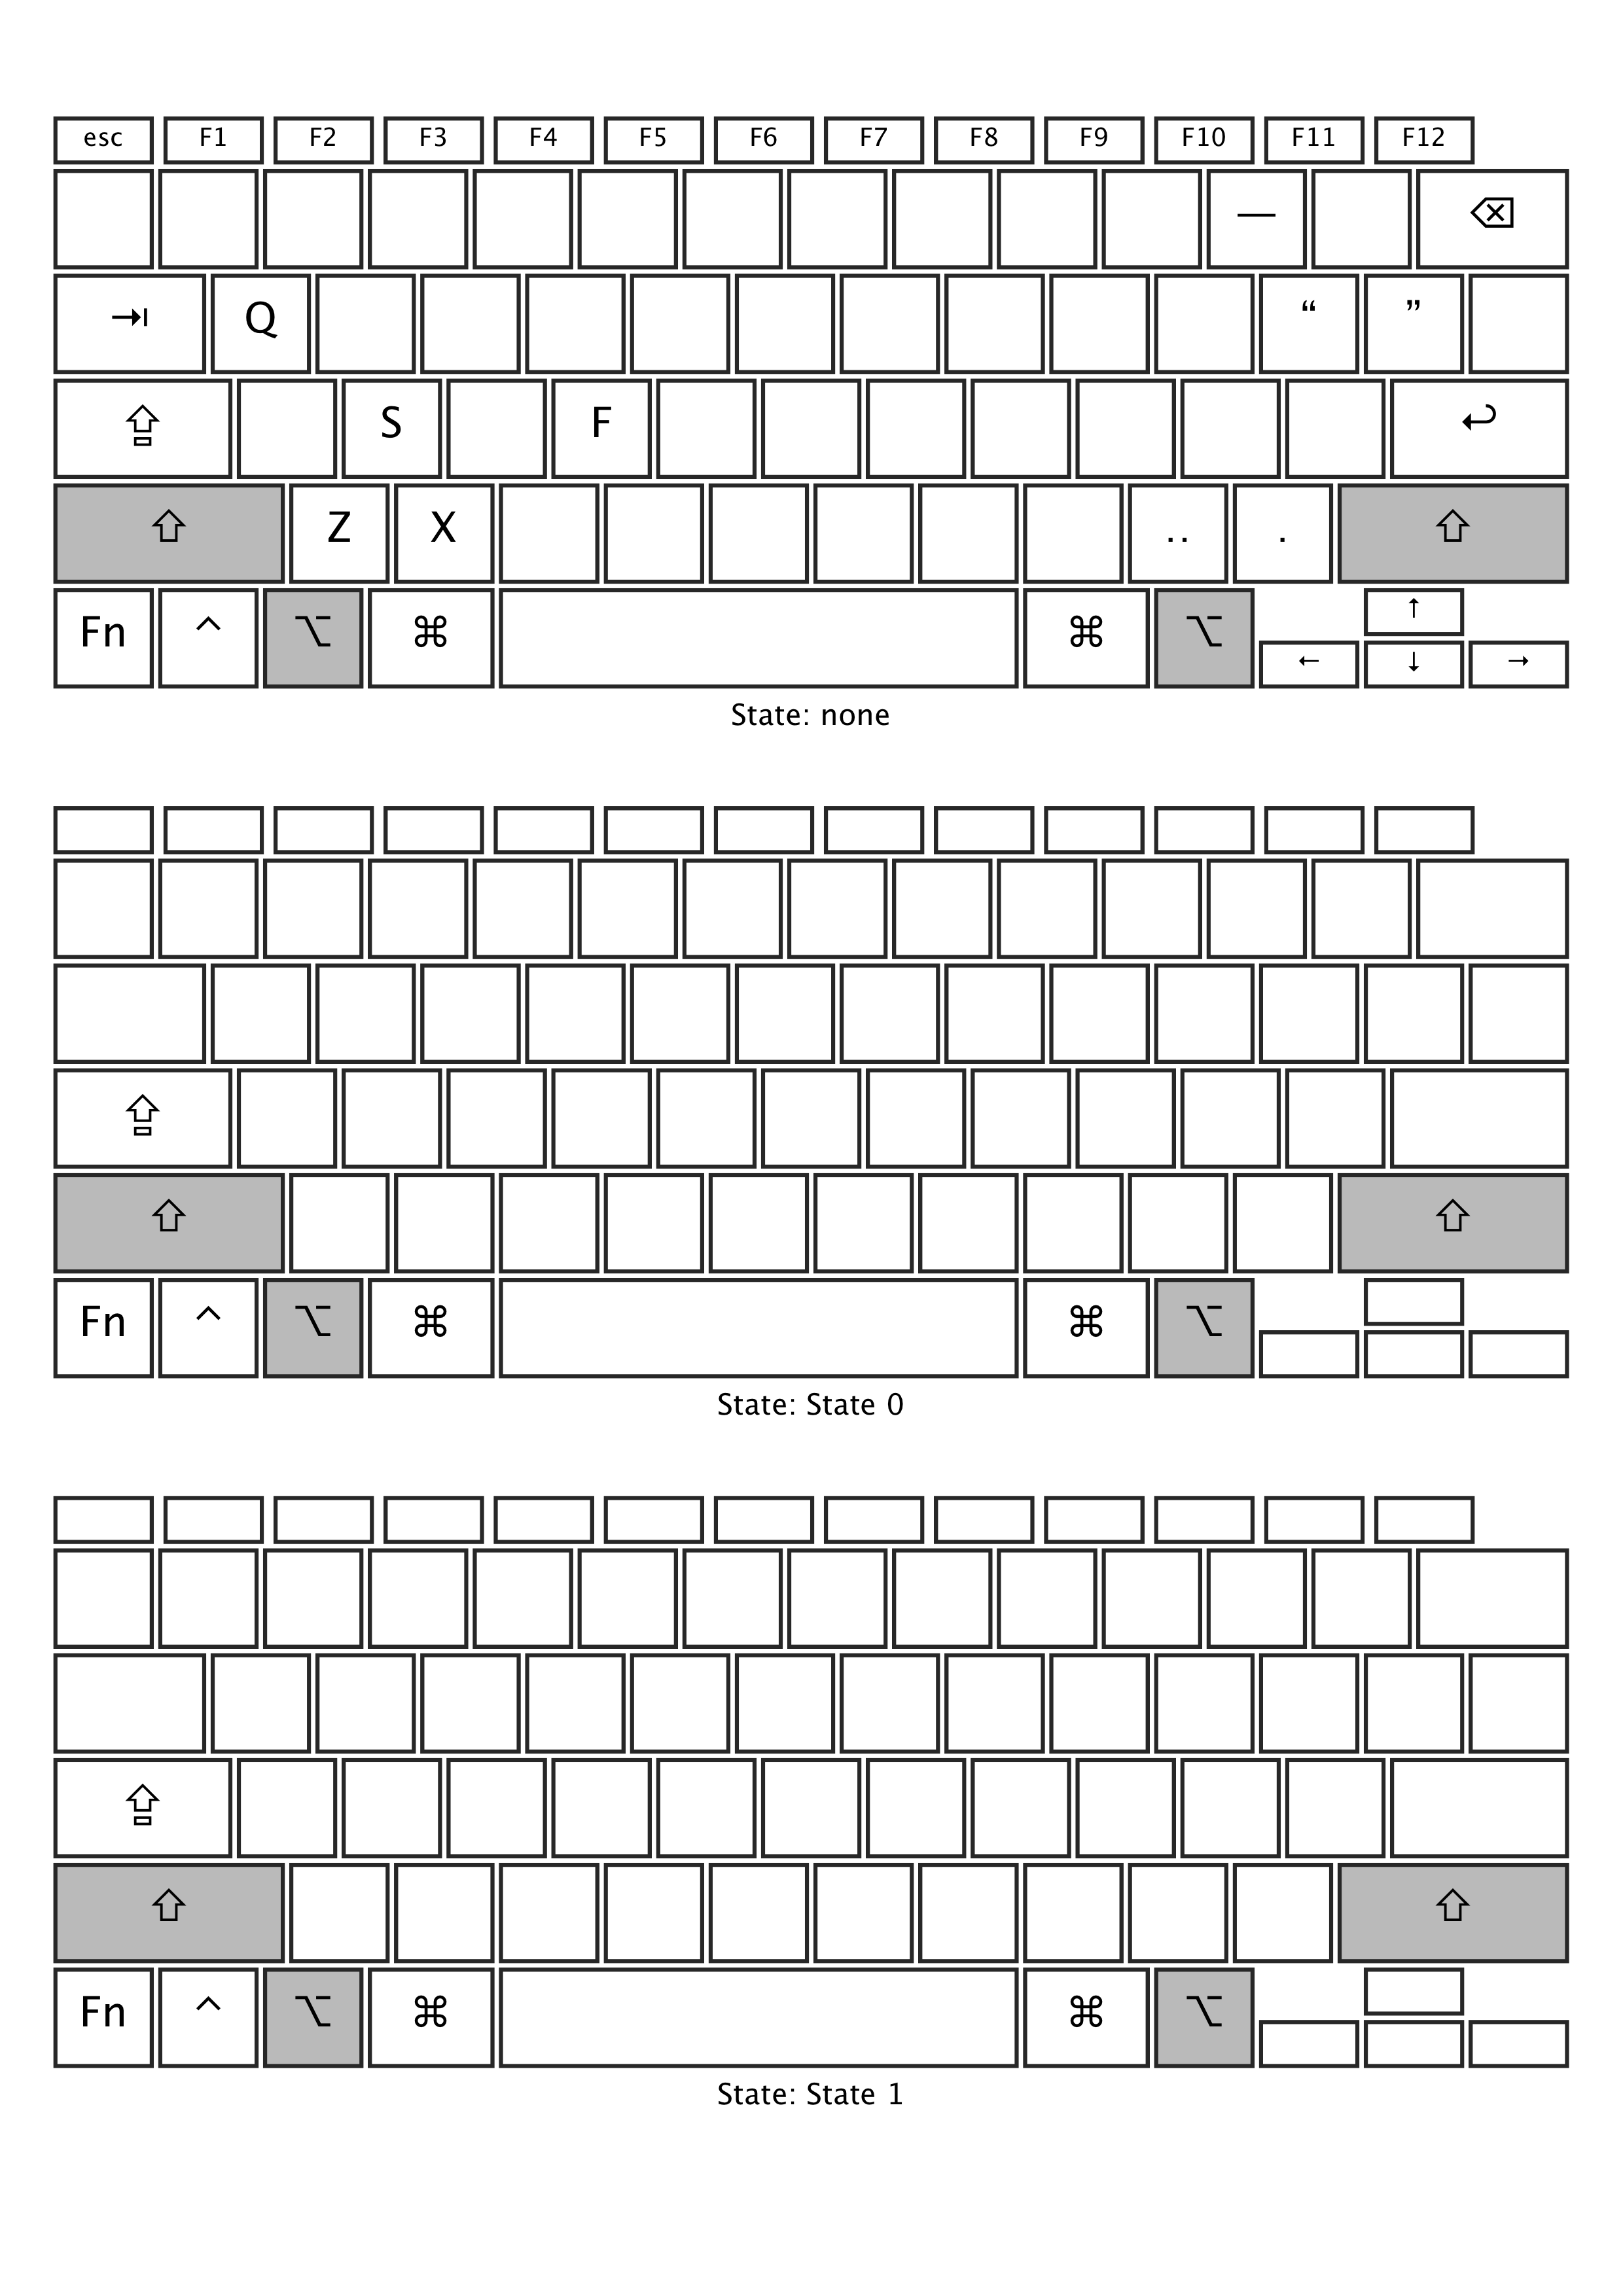 esc F1 F2 F3 F4 F5 F6 F7 F8 F9 F10 F11 F12
— ⌫
⇥ Q “ ”
⇪ S F ↩
⇧ Z X .. . ⇧
Fn ^ ⌥ ⌘ ⌘ ⌥ ↑
← ↓ →
State: none
⇪
⇧ ⇧
Fn ^ ⌥ ⌘ ⌘ ⌥
State: State 0
⇪
⇧ ⇧
Fn ^ ⌥ ⌘ ⌘ ⌥
State: State 1